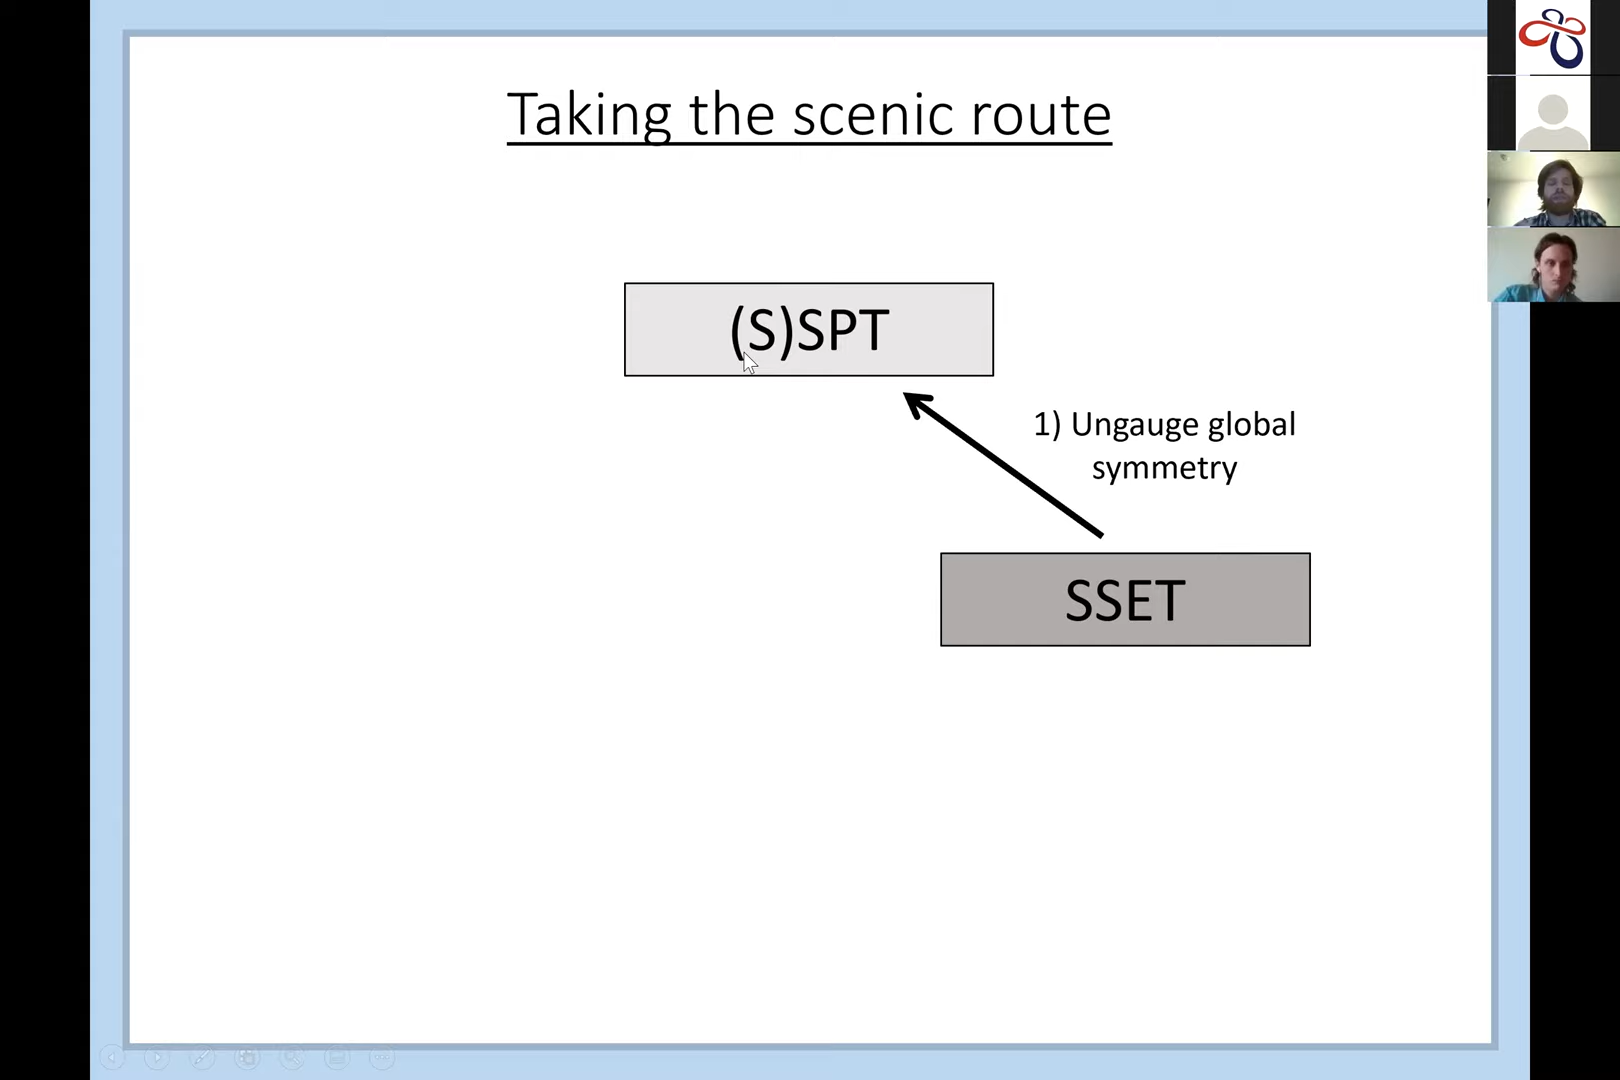 Taking the scenic route
(S)SPT
1) Ungauge global
symmetry
SSET